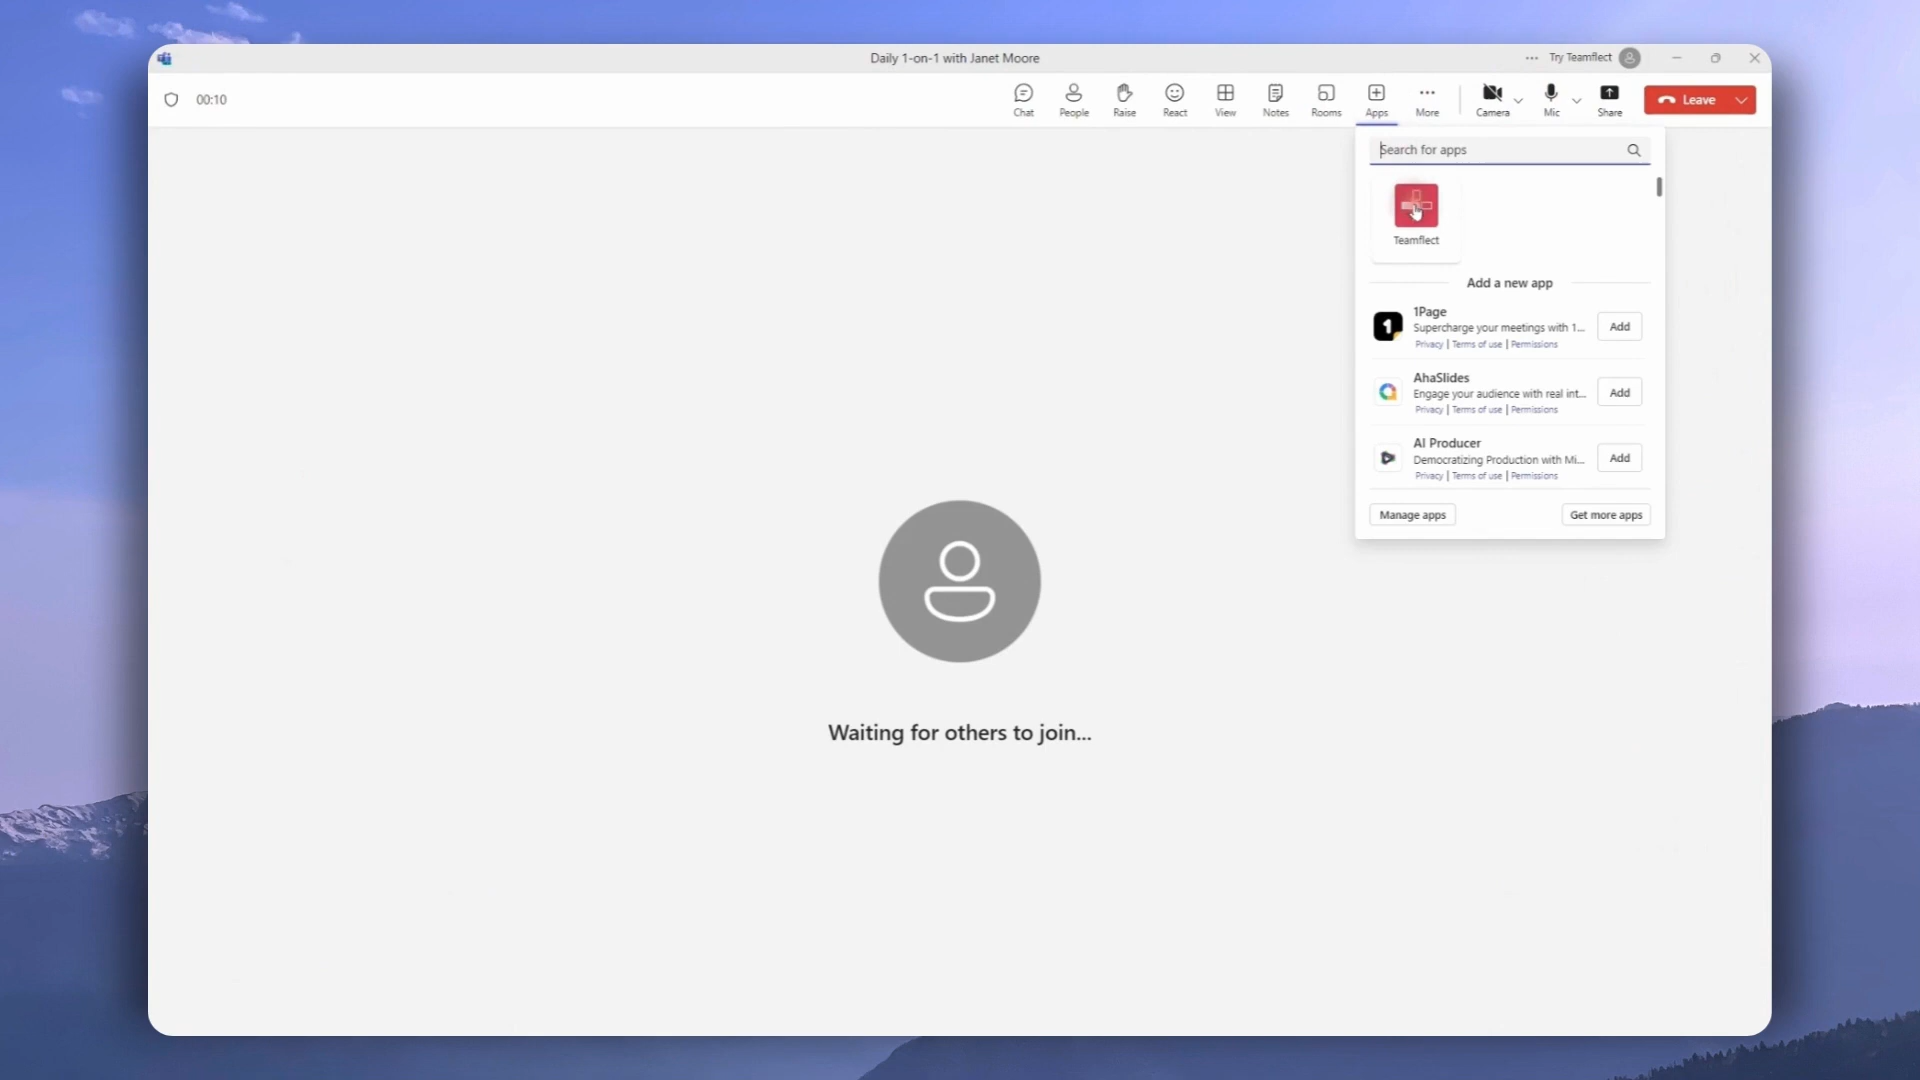 Daily 1-on-1 with Janet Moore
Try Teamflect
00:10
Chat
People
Raise
React
View
Notes
Rooms
Apps
More
Camera
Mic
Share
Leave
Search for apps
Teamflect
Add a new app
1Page
Supercharge your meetings with 1...
Privacy | Terms of use | Permissions
Add
AhaSlides
Engage your audience with real int...
Privacy | Terms of use | Permissions
Add
AI Producer
Democratizing Production with Mi...
Privacy | Terms of use | Permissions
Add
Manage apps
Get more apps
Waiting for others to join...